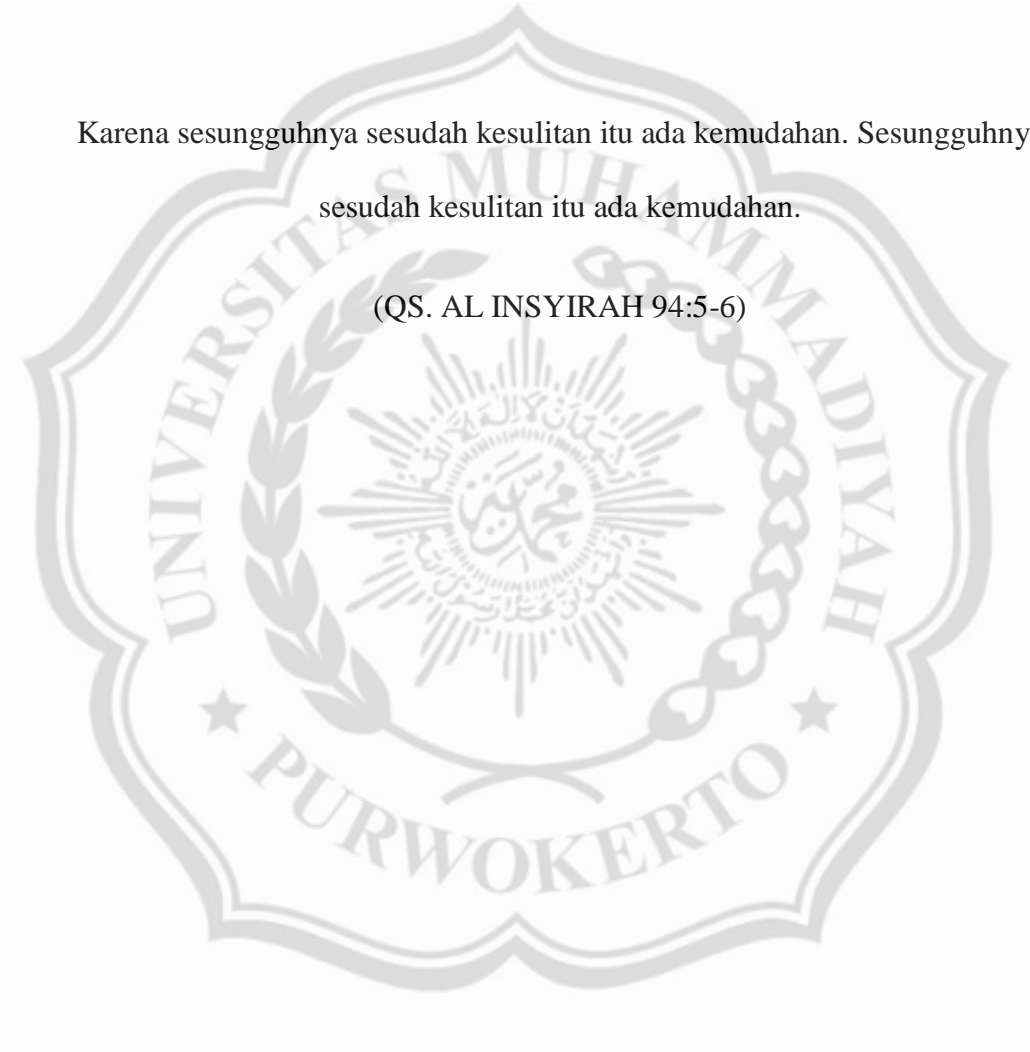 Karena sesungguhnya sesudah kesulitan itu ada kemudahan. Sesungguhny
sesudah kesulitan itu ada kemudahan.
(QS. AL INSYIRAH 94:5-6)
UNIVERSITAS MUHAMMADIYAH
PURWOKERTO